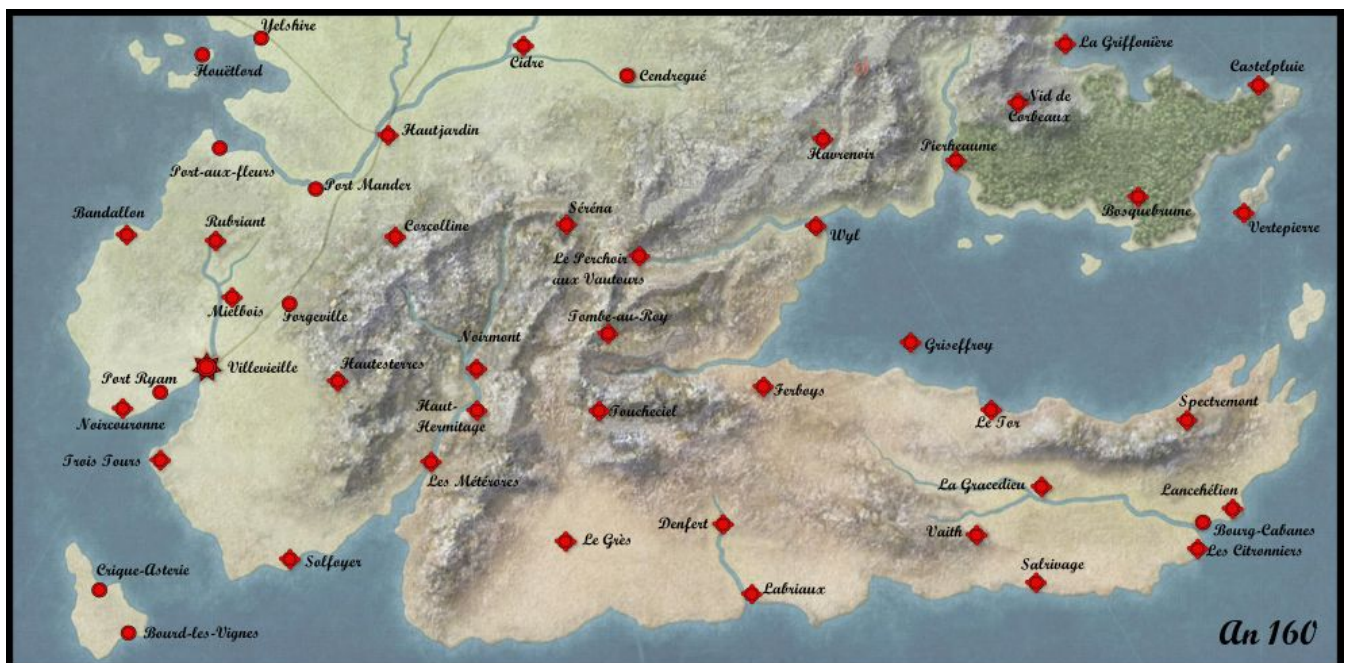 Yelshire
La Griffonière
Houëtlord
Cidre
Castelpluie
Cendregué
Nid de
Corbeaux
Hautjardin
Havrenoir
Pierheaume
Port-aux-fleurs
Port Mander
Bandallon
Rubriant
Corcolline
Séréna
Bosquebrume
Vertepierre
Wyl
Le Perchoir
aux Vautours
Mielbois
Forgeville
Tombe-au-Roy
Noirmont
Griseffroy
Villevieille
Hautesterres
Port Ryam
Ferboys
Noircouronne
Haut-
Hermitage
Toucheciel
Le Tor
Spectremont
Trois Tours
Les Métérores
La Gracedieu
Lancehélion
Denfert
Bourg-Cabanes
Vaith
Le Grès
Les Citronniers
Solfoyer
Salrivage
Crique-Asterie
Labriaux
Bourd-les-Vignes
An 160